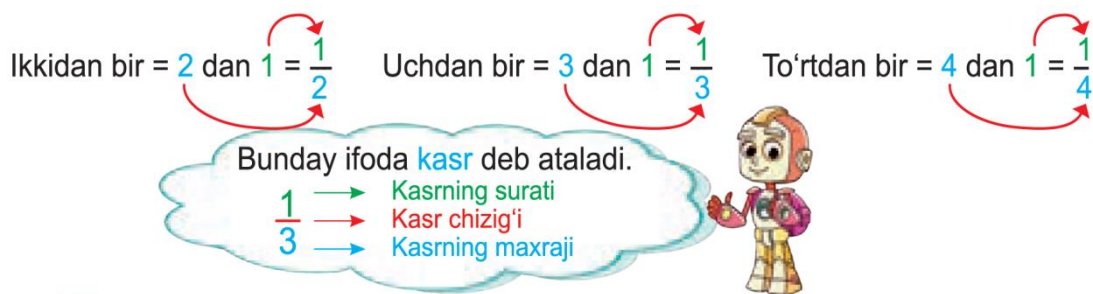 Ikkidan bir = 2 dan 1 = 1/2 Uchdan bir = 3 dan 1 = 1/3 To‘rtdan bir = 4 dan 1 = 1/4
Bunday ifoda kasr deb ataladi.
1/3
Kasrning surati
Kasr chizig‘i
Kasrning maxraji